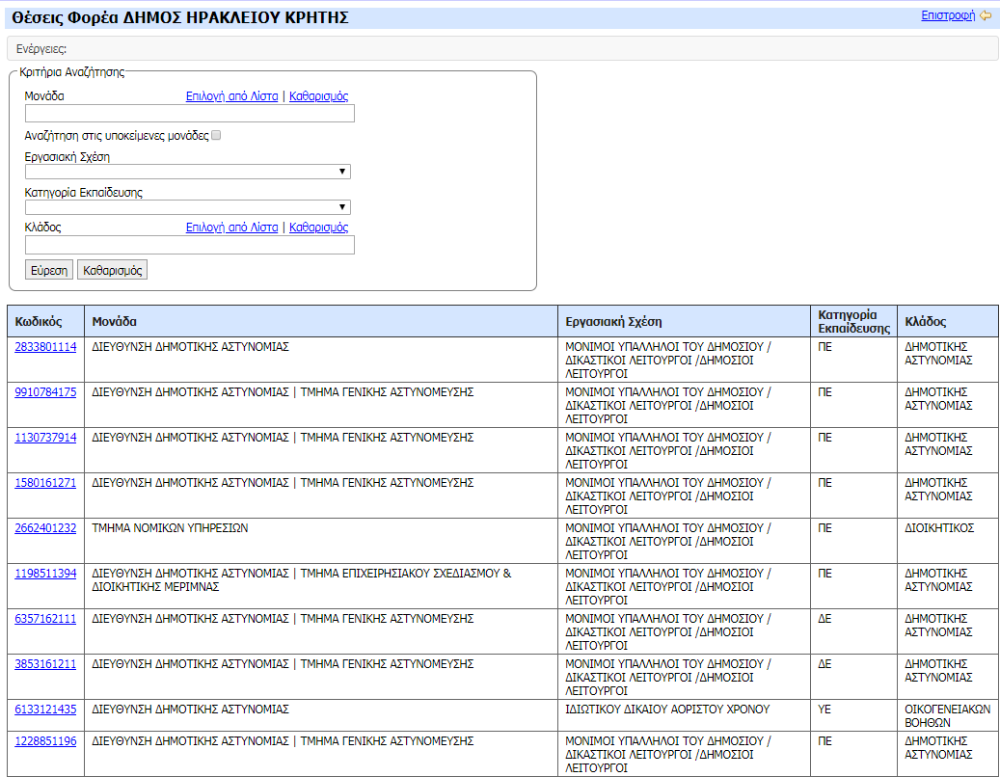 Θέσεις Φορέα ΔΗΜΟΣ ΗΡΑΚΛΕΙΟΥ ΚΡΗΤΗΣ
Επιστροφή
Ενέργειες:
Κριτήρια Αναζήτησης
Μονάδα Επιλογή από Λίστα | Καθαρισμός
Αναζήτηση στις υποκείμενες μονάδες
Εργασιακή Σχέση
Κατηγορία Εκπαίδευσης
Κλάδος Επιλογή από Λίστα | Καθαρισμός
Εύρεση Καθαρισμός
Κωδικός Μονάδα Εργασιακή Σχέση Κατηγορία Εκπαίδευσης Κλάδος
2833801114 ΔΙΕΥΘΥΝΣΗ ΔΗΜΟΤΙΚΗΣ ΑΣΤΥΝΟΜΙΑΣ ΜΟΝΙΜΟΙ ΥΠΑΛΛΗΛΟΙ ΤΟΥ ΔΗΜΟΣΙΟΥ / ΠΕ ΔΗΜΟΤΙΚΗΣ
ΔΙΚΑΣΤΙΚΟΙ ΛΕΙΤΟΥΡΓΟΙ /ΔΗΜΟΣΙΟΙ ΑΣΤΥΝΟΜΙΑΣ
ΛΕΙΤΟΥΡΓΟΙ
9910784175 ΔΙΕΥΘΥΝΣΗ ΔΗΜΟΤΙΚΗΣ ΑΣΤΥΝΟΜΙΑΣ | ΤΜΗΜΑ ΓΕΝΙΚΗΣ ΑΣΤΥΝΟΜΕΥΣΗΣ ΜΟΝΙΜΟΙ ΥΠΑΛΛΗΛΟΙ ΤΟΥ ΔΗΜΟΣΙΟΥ / ΠΕ ΔΗΜΟΤΙΚΗΣ
ΔΙΚΑΣΤΙΚΟΙ ΛΕΙΤΟΥΡΓΟΙ /ΔΗΜΟΣΙΟΙ ΑΣΤΥΝΟΜΙΑΣ
ΛΕΙΤΟΥΡΓΟΙ
1130737914 ΔΙΕΥΘΥΝΣΗ ΔΗΜΟΤΙΚΗΣ ΑΣΤΥΝΟΜΙΑΣ | ΤΜΗΜΑ ΓΕΝΙΚΗΣ ΑΣΤΥΝΟΜΕΥΣΗΣ ΜΟΝΙΜΟΙ ΥΠΑΛΛΗΛΟΙ ΤΟΥ ΔΗΜΟΣΙΟΥ / ΠΕ ΔΗΜΟΤΙΚΗΣ
ΔΙΚΑΣΤΙΚΟΙ ΛΕΙΤΟΥΡΓΟΙ /ΔΗΜΟΣΙΟΙ ΑΣΤΥΝΟΜΙΑΣ
ΛΕΙΤΟΥΡΓΟΙ
1580161271 ΔΙΕΥΘΥΝΣΗ ΔΗΜΟΤΙΚΗΣ ΑΣΤΥΝΟΜΙΑΣ | ΤΜΗΜΑ ΓΕΝΙΚΗΣ ΑΣΤΥΝΟΜΕΥΣΗΣ ΜΟΝΙΜΟΙ ΥΠΑΛΛΗΛΟΙ ΤΟΥ ΔΗΜΟΣΙΟΥ / ΠΕ ΔΗΜΟΤΙΚΗΣ
ΔΙΚΑΣΤΙΚΟΙ ΛΕΙΤΟΥΡΓΟΙ /ΔΗΜΟΣΙΟΙ ΑΣΤΥΝΟΜΙΑΣ
ΛΕΙΤΟΥΡΓΟΙ
2662401232 ΤΜΗΜΑ ΝΟΜΙΚΩΝ ΥΠΗΡΕΣΙΩΝ ΜΟΝΙΜΟΙ ΥΠΑΛΛΗΛΟΙ ΤΟΥ ΔΗΜΟΣΙΟΥ / ΠΕ ΔΙΟΙΚΗΤΙΚΟΣ
ΔΙΚΑΣΤΙΚΟΙ ΛΕΙΤΟΥΡΓΟΙ /ΔΗΜΟΣΙΟΙ
ΛΕΙΤΟΥΡΓΟΙ
1198511394 ΔΙΕΥΘΥΝΣΗ ΔΗΜΟΤΙΚΗΣ ΑΣΤΥΝΟΜΙΑΣ | ΤΜΗΜΑ ΕΠΙΧΕΙΡΗΣΙΑΚΟΥ ΣΧΕΔΙΑΣΜΟΥ & ΜΟΝΙΜΟΙ ΥΠΑΛΛΗΛΟΙ ΤΟΥ ΔΗΜΟΣΙΟΥ / ΠΕ ΔΗΜΟΤΙΚΗΣ
ΔΙΟΙΚΗΤΙΚΗΣ ΜΕΡΙΜΝΑΣ ΔΙΚΑΣΤΙΚΟΙ ΛΕΙΤΟΥΡΓΟΙ /ΔΗΜΟΣΙΟΙ ΑΣΤΥΝΟΜΙΑΣ
ΛΕΙΤΟΥΡΓΟΙ
6357162111 ΔΙΕΥΘΥΝΣΗ ΔΗΜΟΤΙΚΗΣ ΑΣΤΥΝΟΜΙΑΣ | ΤΜΗΜΑ ΓΕΝΙΚΗΣ ΑΣΤΥΝΟΜΕΥΣΗΣ ΜΟΝΙΜΟΙ ΥΠΑΛΛΗΛΟΙ ΤΟΥ ΔΗΜΟΣΙΟΥ / ΔΕ ΔΗΜΟΤΙΚΗΣ
ΔΙΚΑΣΤΙΚΟΙ ΛΕΙΤΟΥΡΓΟΙ /ΔΗΜΟΣΙΟΙ ΑΣΤΥΝΟΜΙΑΣ
ΛΕΙΤΟΥΡΓΟΙ
3853161211 ΔΙΕΥΘΥΝΣΗ ΔΗΜΟΤΙΚΗΣ ΑΣΤΥΝΟΜΙΑΣ | ΤΜΗΜΑ ΓΕΝΙΚΗΣ ΑΣΤΥΝΟΜΕΥΣΗΣ ΜΟΝΙΜΟΙ ΥΠΑΛΛΗΛΟΙ ΤΟΥ ΔΗΜΟΣΙΟΥ / ΔΕ ΔΗΜΟΤΙΚΗΣ
ΔΙΚΑΣΤΙΚΟΙ ΛΕΙΤΟΥΡΓΟΙ /ΔΗΜΟΣΙΟΙ ΑΣΤΥΝΟΜΙΑΣ
ΛΕΙΤΟΥΡΓΟΙ
6133121435 ΔΙΕΥΘΥΝΣΗ ΔΗΜΟΤΙΚΗΣ ΑΣΤΥΝΟΜΙΑΣ ΙΔΙΩΤΙΚΟΥ ΔΙΚΑΙΟΥ ΑΟΡΙΣΤΟΥ ΧΡΟΝΟΥ ΥΕ ΟΙΚΟΓΕΝΕΙΑΚΩΝ
ΒΟΗΘΩΝ
1228851196 ΔΙΕΥΘΥΝΣΗ ΔΗΜΟΤΙΚΗΣ ΑΣΤΥΝΟΜΙΑΣ | ΤΜΗΜΑ ΓΕΝΙΚΗΣ ΑΣΤΥΝΟΜΕΥΣΗΣ ΜΟΝΙΜΟΙ ΥΠΑΛΛΗΛΟΙ ΤΟΥ ΔΗΜΟΣΙΟΥ / ΠΕ ΔΗΜΟΤΙΚΗΣ
ΔΙΚΑΣΤΙΚΟΙ ΛΕΙΤΟΥΡΓΟΙ /ΔΗΜΟΣΙΟΙ ΑΣΤΥΝΟΜΙΑΣ
ΛΕΙΤΟΥΡΓΟΙ